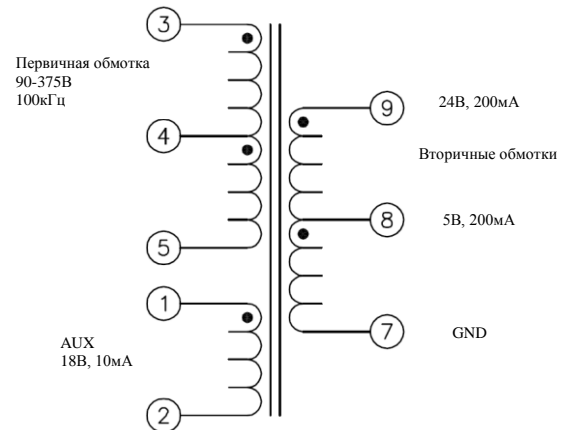 3
Первичная обмотка
90-375В
100кГц
4
5
1
AUX
18В, 10мА
2
9
24В, 200мА
Вторичные обмотки
8
5В, 200мА
7
GND